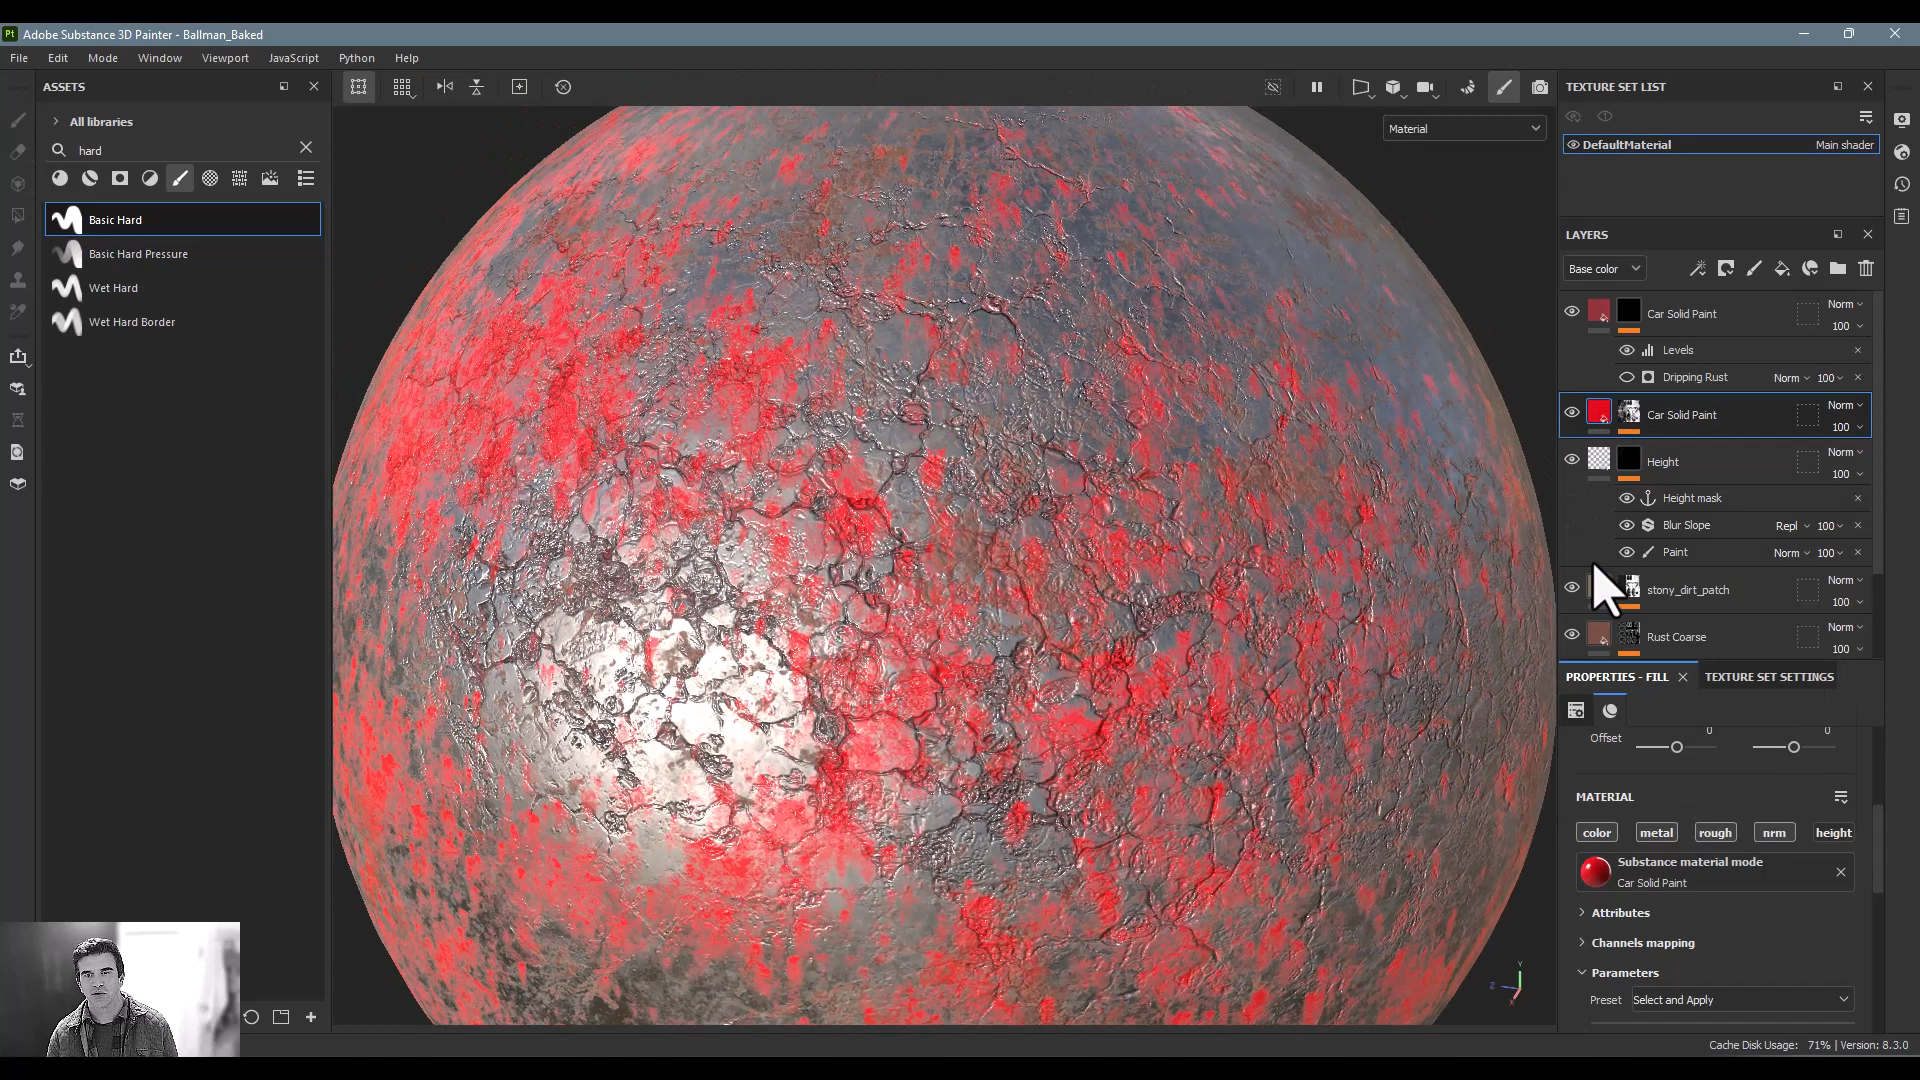 Pt Adobe Substance 3D Painter - Ballman_Baked
File Edit Mode Window Viewport JavaScript Python Help
ASSETS
All libraries
hard
Basic Hard
Basic Hard Pressure
Wet Hard
Wet Hard Border
Material
Y
Z
X
TEXTURE SET LIST
DefaultMaterial Main shader
LAYERS
Base color
Car Solid Paint Norm
100
Levels
Dripping Rust Norm 100
Car Solid Paint Norm
100
Height Norm
100
Height mask
Blur Slope Repl 100
Paint Norm 100
stony_dirt_patch Norm
100
Rust Coarse Norm
100
PROPERTIES - FILL TEXTURE SET SETTINGS
Offset 0 0
MATERIAL
color metal rough nrm height
Substance material mode
Car Solid Paint
Attributes
Channels mapping
Parameters
Preset Select and Apply
Cache Disk Usage: 71% | Version: 8.3.0